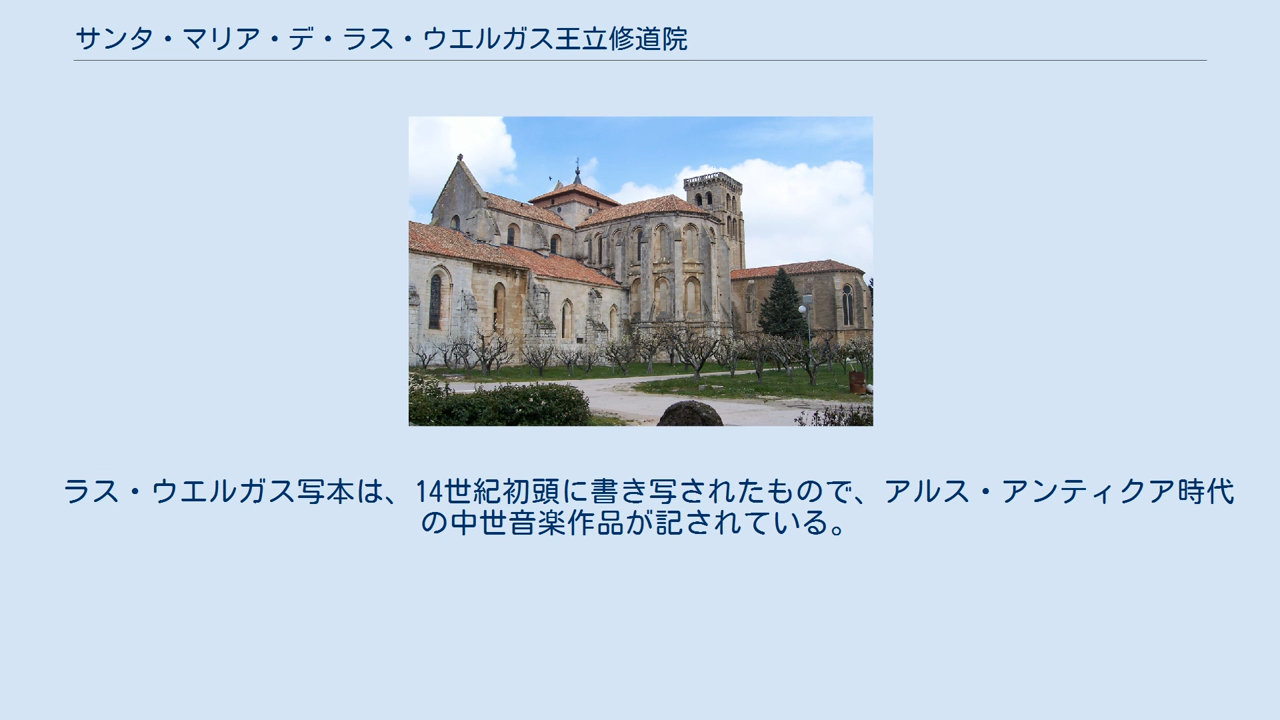 サンタ・マリア・デ・ラス・ウエルガス王立修道院
ラス・ウエルガス写本は、14世紀初頭に書き写されたもので、アルス・アンティクア時代
の中世音楽作品が記されている。